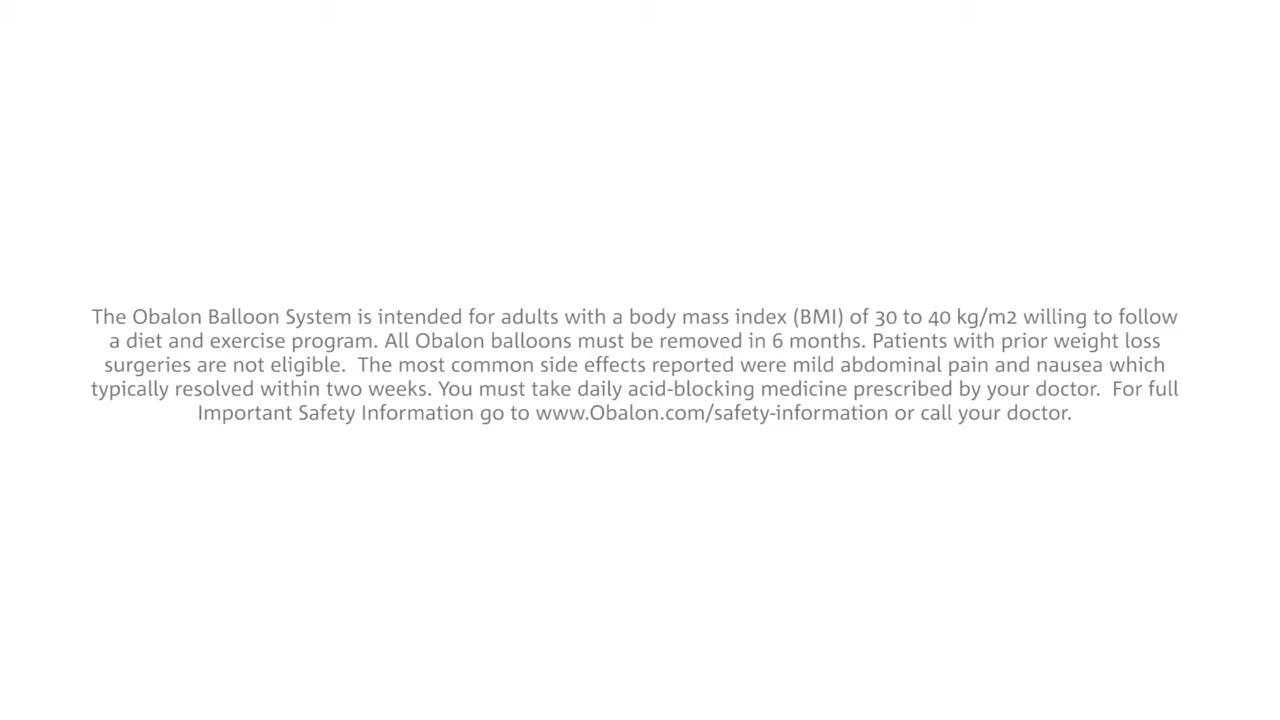 The Obalon Balloon System is intended for adults with a body mass index (BMI) of 30 to 40 kg/m2 willing to follow
a diet and exercise program. All Obalon balloons must be removed in 6 months. Patients with prior weight loss
surgeries are not eligible.  The most common side effects reported were mild abdominal pain and nausea which
typically resolved within two weeks. You must take daily acid-blocking medicine prescribed by your doctor.  For full
Important Safety Information go to www.Obalon.com/safety-information or call your doctor.